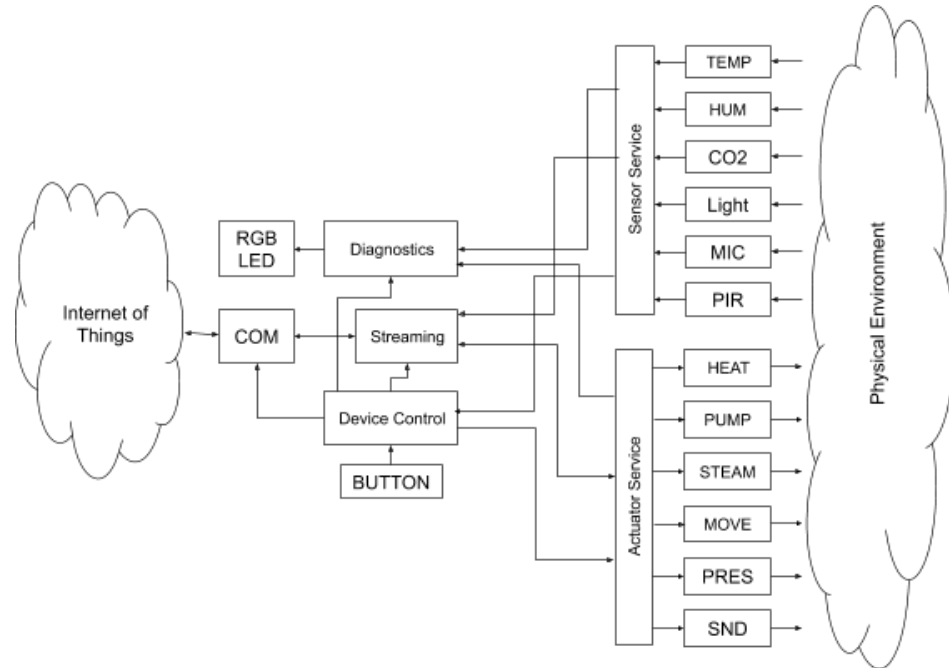 TEMP
HUM
CO2
Light
MIC
PIR
Sensor Service
RGB
LED
Diagnostics
Internet of
Things
COM
Streaming
Device Control
BUTTON
HEAT
PUMP
STEAM
MOVE
PRES
SND
Actuator Service
Physical Environment